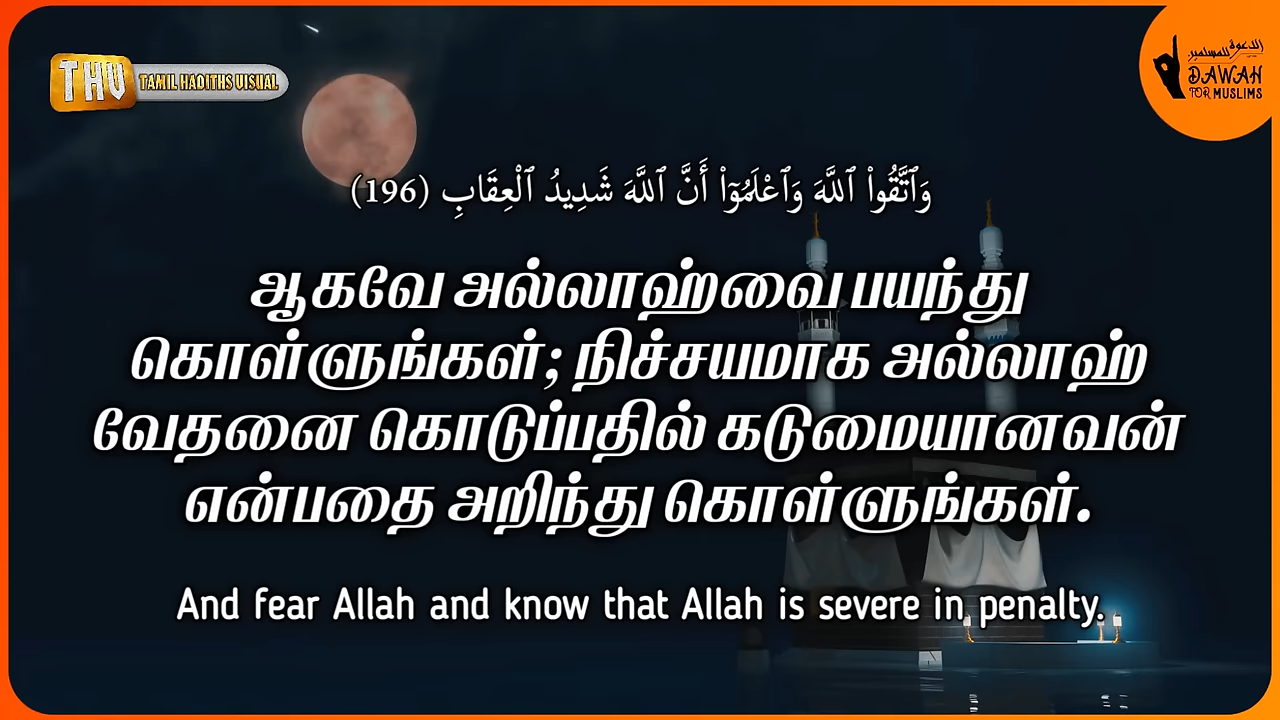 THV TAMIL HADITHS VISUAL
الدعوة للمسلمين
DAWAH
FOR MUSLIMS
وَٱتَّقُوا۟ ٱللَّهَ وَٱعْلَمُوٓا۟ أَنَّ ٱللَّهَ شَدِيدُ ٱلْعِقَابِ (196)
ஆகவே அல்லாஹ்வை பயந்து
கொள்ளுங்கள்; நிச்சயமாக அல்லாஹ்
வேதனை கொடுப்பதில் கடுமையானவன்
என்பதை அறிந்து கொள்ளுங்கள்.
And fear Allah and know that Allah is severe in penalty.